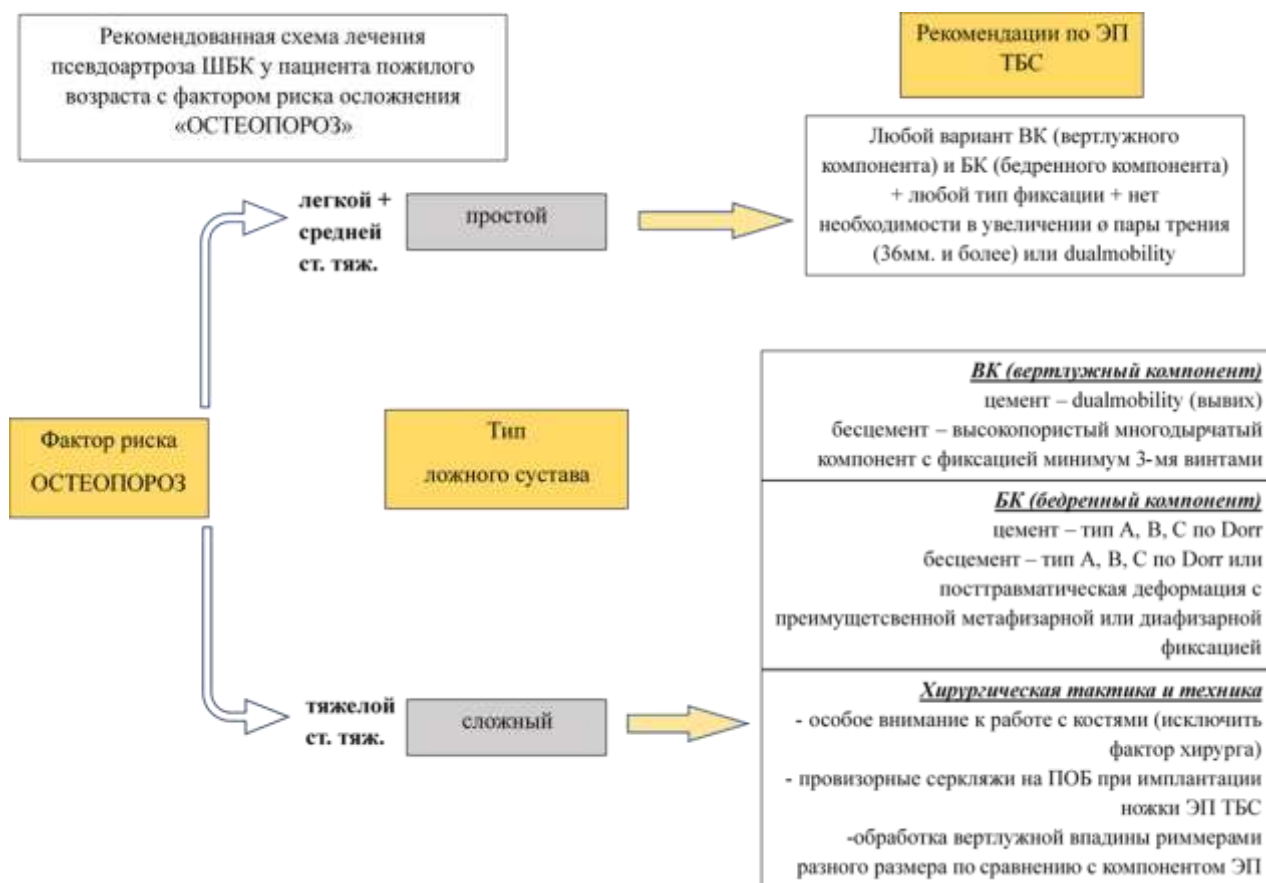 Рекомендованная схема лечения
псевдоартроза ШБК у пациента пожилого
возраста с фактором риска осложнения
«ОСТЕОПОРОЗ»
Рекомендации по ЭП
ТБС
Любой вариант ВК (вертлужного
компонента) и БК (бедренного компонента)
+ любой тип фиксации + нет
необходимости в увеличении ø пары трения
(36мм. и более) или dualmobility
легкой +
средней
ст. тяж.
простой
Фактор риска
ОСТЕОПОРОЗ
Тип
ложного сустава
ВК (вертлужный компонент)
цемент – dualmobility (вывих)
бесцемент – высокопористый многодырчатый
компонент с фиксацией минимум 3-мя винтами
БК (бедренный компонент)
цемент – тип А, В, С по Dorr
бесцемент – тип А, В, С по Dorr или
посттравматическая деформация с
преимущетсвенной метафизарной или диафизарной
фиксацией
тяжелой
ст. тяж.
сложный
Хирургическая тактика и техника
- особое внимание к работе с костями (исключить
фактор хирурга)
- провизорные серкляжи на ПОБ при имплантации
ножки ЭП ТБС
-обработка вертлужной впадины риммерами
разного размера по сравнению с компонентом ЭП